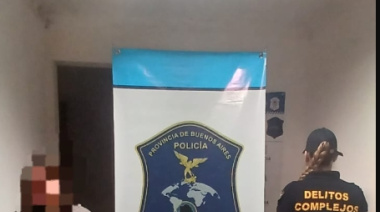 PROVINCIA DE BUENOS AIRES
POLICÍA
DELITOS
COMPLEJOS